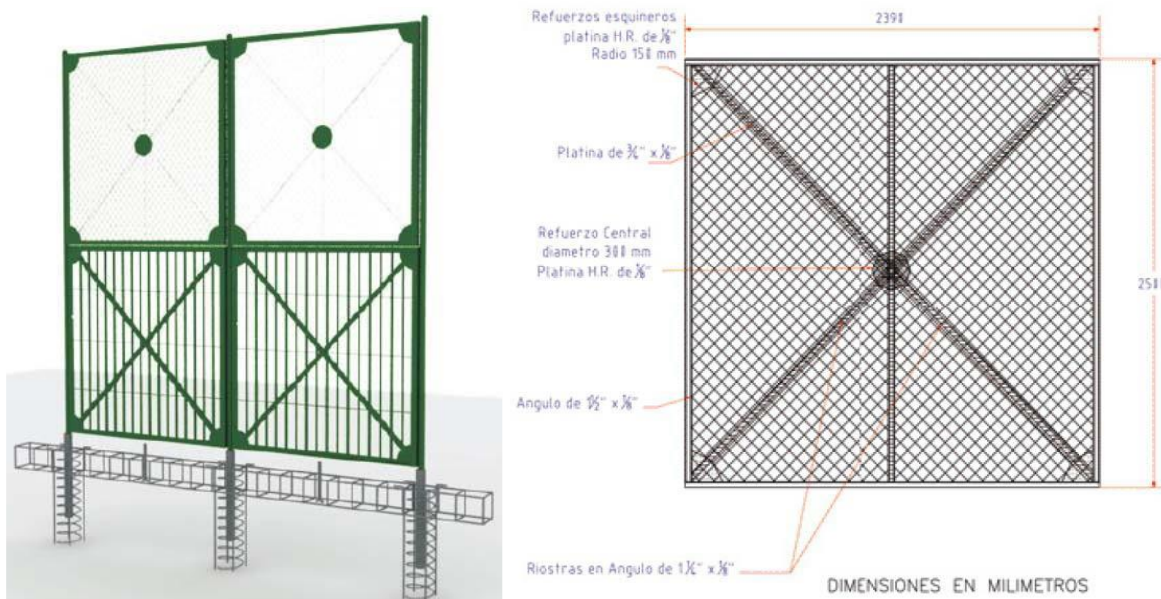 Refuerzos esquineros
platina H.R. de ⅛"
Radio 150 mm
2390
Platina de ¾" x ⅛"
Refuerzo Central
diametro 300 mm
Platina H.R. de ⅛"
Angulo de 1½" x ⅛"
Riostras en Angulo de 1¼" x ⅛"
DIMENSIONES EN MILIMETROS